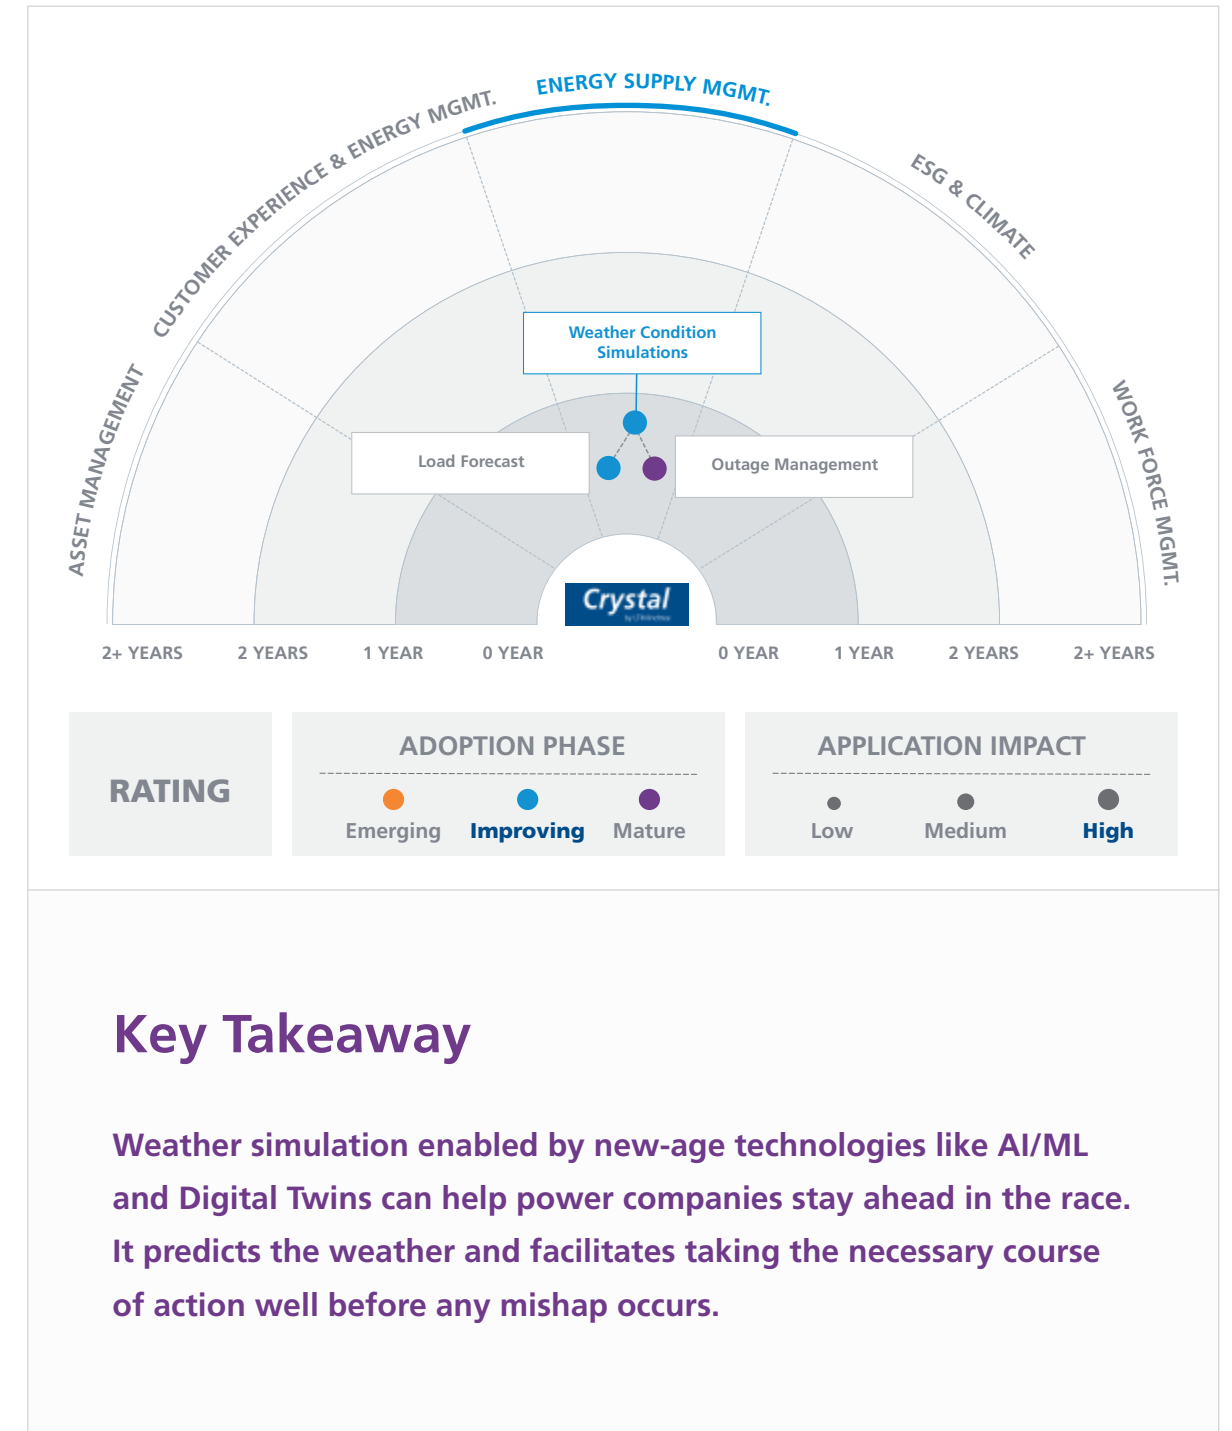 ENERGY SUPPLY MGMT.
CUSTOMER EXPERIENCE & ENERGY MGMT.
ESG & CLIMATE
ASSET MANAGEMENT
WORK FORCE MGMT.
Weather Condition
Simulations
Load Forecast
Outage Management
Crystal
2+ YEARS
2 YEARS
1 YEAR
0 YEAR
0 YEAR
1 YEAR
2 YEARS
2+ YEARS
RATING
ADOPTION PHASE
Emerging
Improving
Mature
APPLICATION IMPACT
Low
Medium
High
Key Takeaway
Weather simulation enabled by new-age technologies like AI/ML
and Digital Twins can help power companies stay ahead in the race.
It predicts the weather and facilitates taking the necessary course
of action well before any mishap occurs.